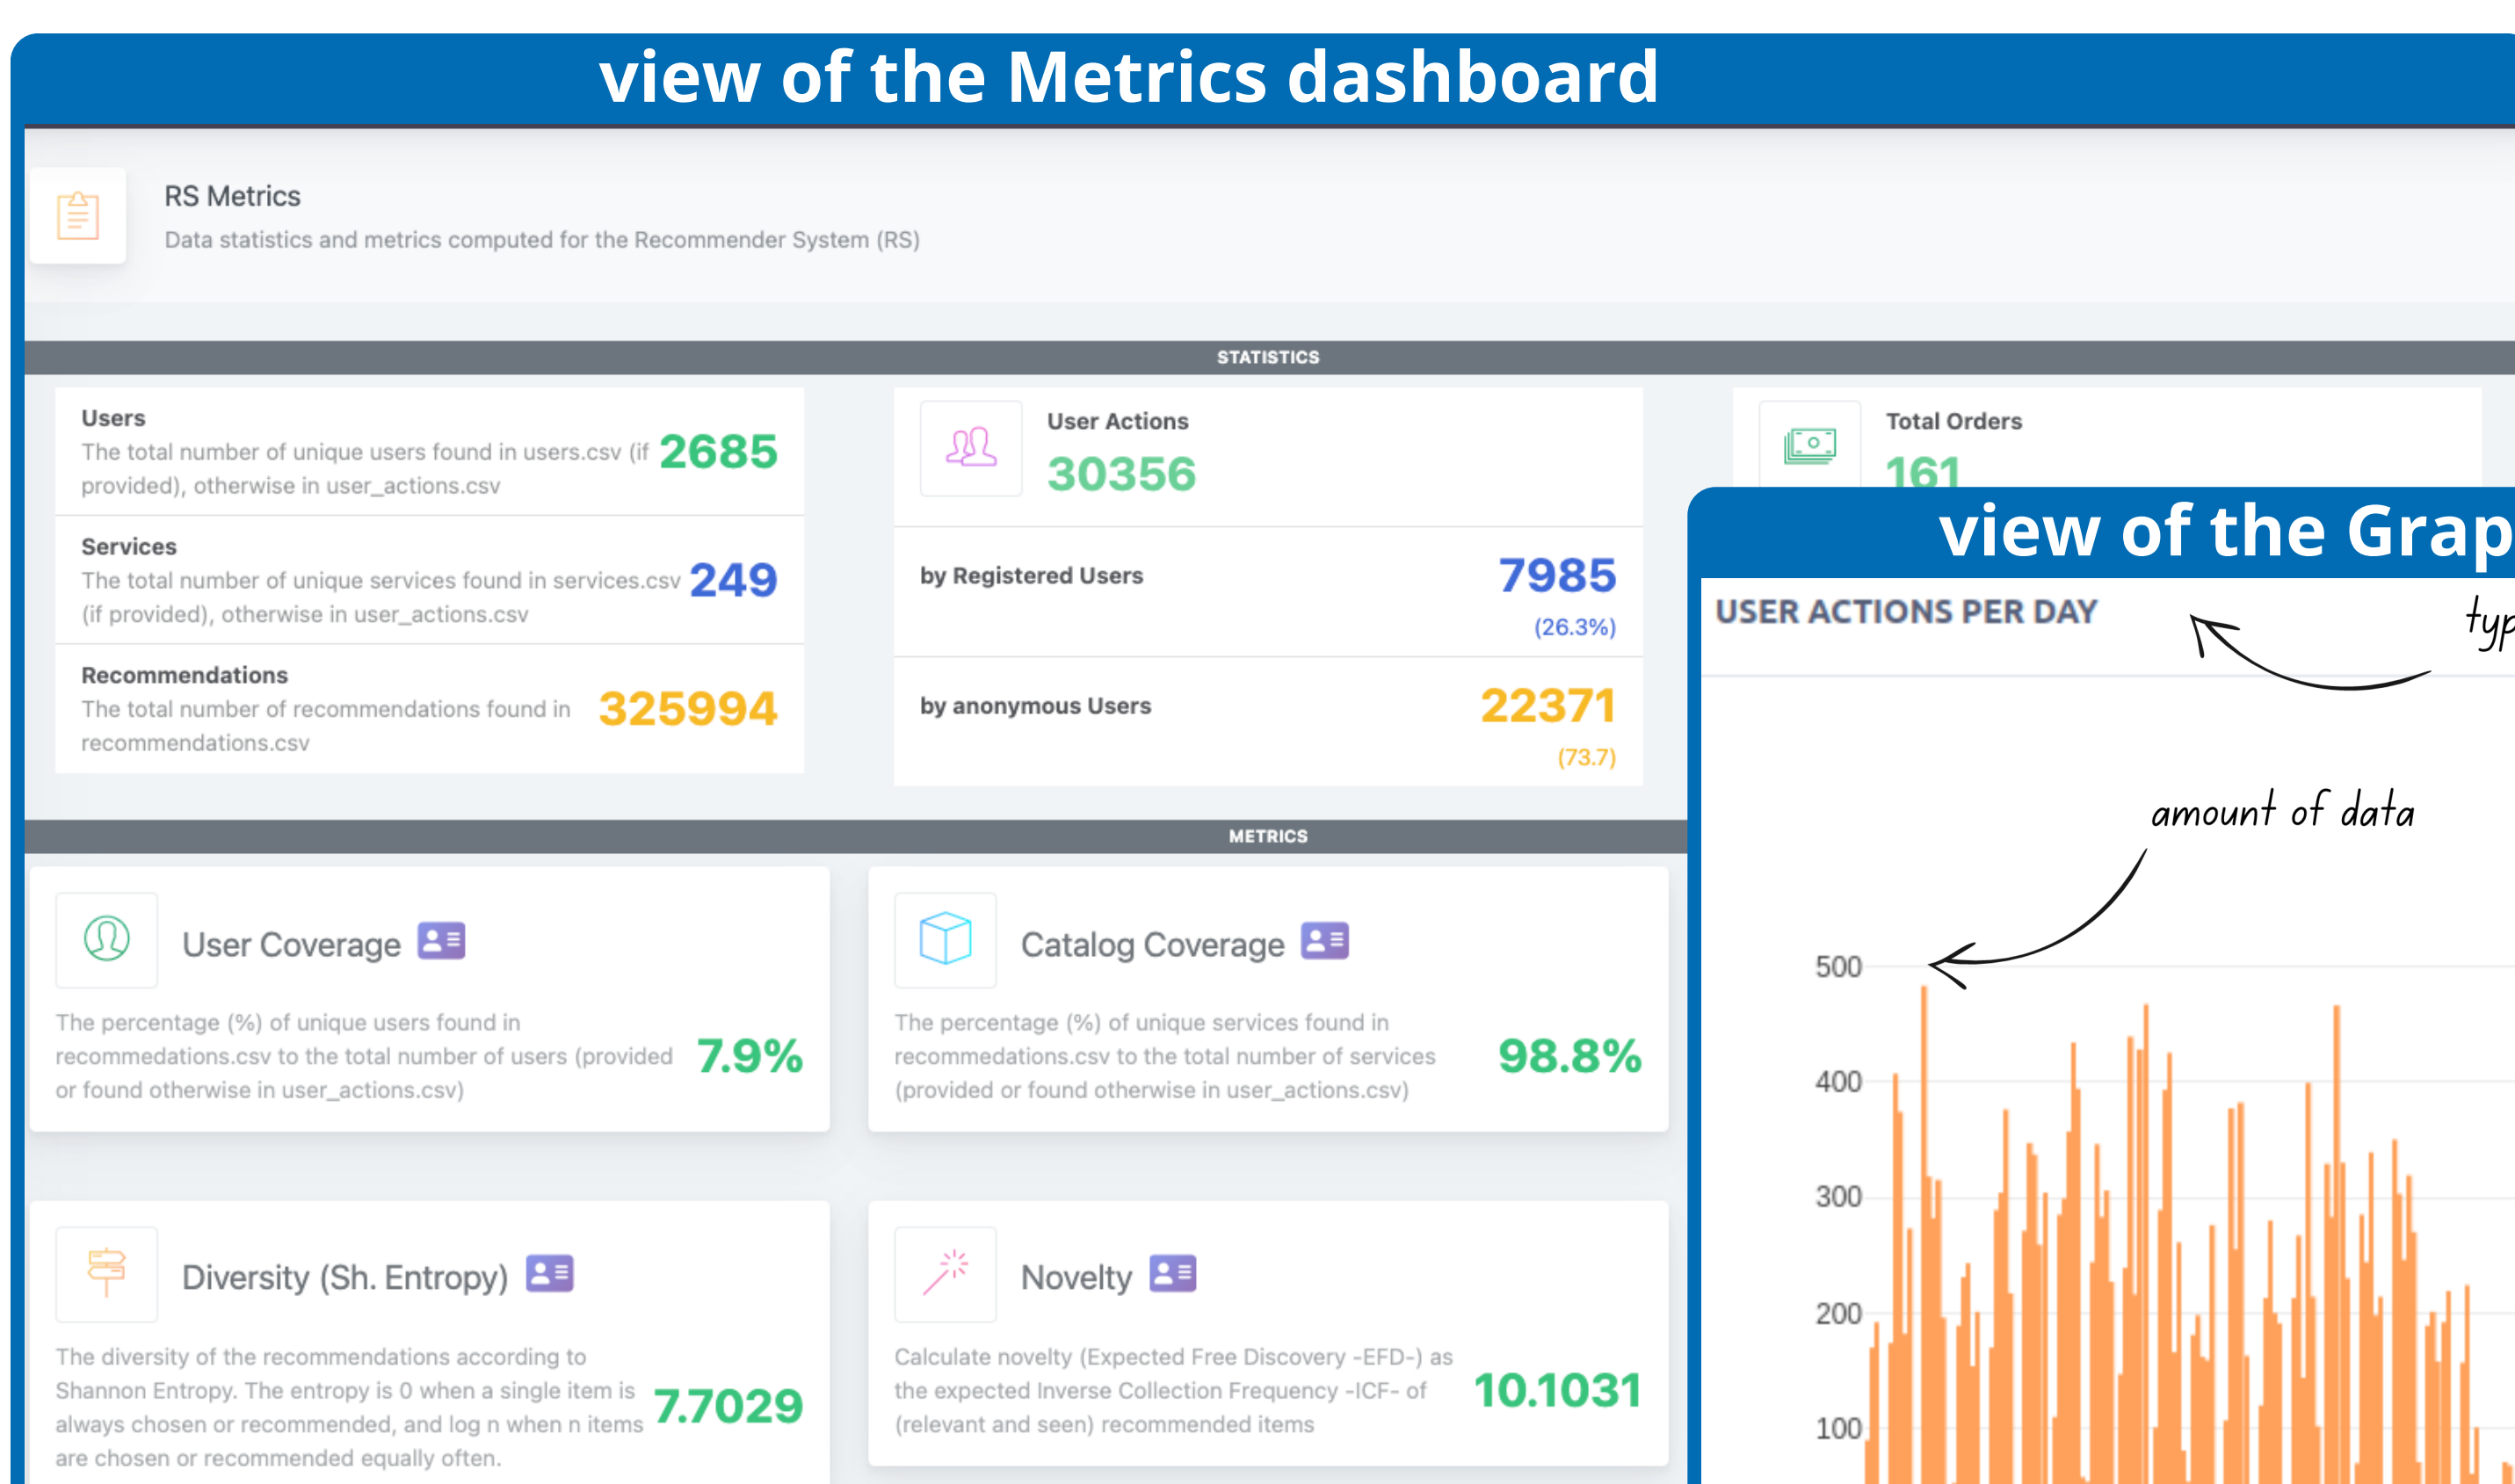 view of the Metrics dashboard
RS Metrics
Data statistics and metrics computed for the Recommender System (RS)
STATISTICS
Users
The total number of unique users found in users.csv (if
provided), otherwise in user_actions.csv
2685
Services
The total number of unique services found in services.csv
(if provided), otherwise in user_actions.csv
249
Recommendations
The total number of recommendations found in
recommendations.csv
325994
User Actions
30356
by Registered Users
7985
(26.3%)
by anonymous Users
22371
(73.7)
Total Orders
161
METRICS
User Coverage
The percentage (%) of unique users found in
recommedations.csv to the total number of users (provided
or found otherwise in user_actions.csv)
7.9%
Catalog Coverage
The percentage (%) of unique services found in
recommedations.csv to the total number of services
(provided or found otherwise in user_actions.csv)
98.8%
Diversity (Sh. Entropy)
The diversity of the recommendations according to
Shannon Entropy. The entropy is 0 when a single item is
always chosen or recommended, and log n when n items
are chosen or recommended equally often.
7.7029
Novelty
Calculate novelty (Expected Free Discovery -EFD-) as
the expected Inverse Collection Frequency -ICF- of
(relevant and seen) recommended items
10.1031
view of the Grap
USER ACTIONS PER DAY
typ
amount of data
500
400
300
200
100